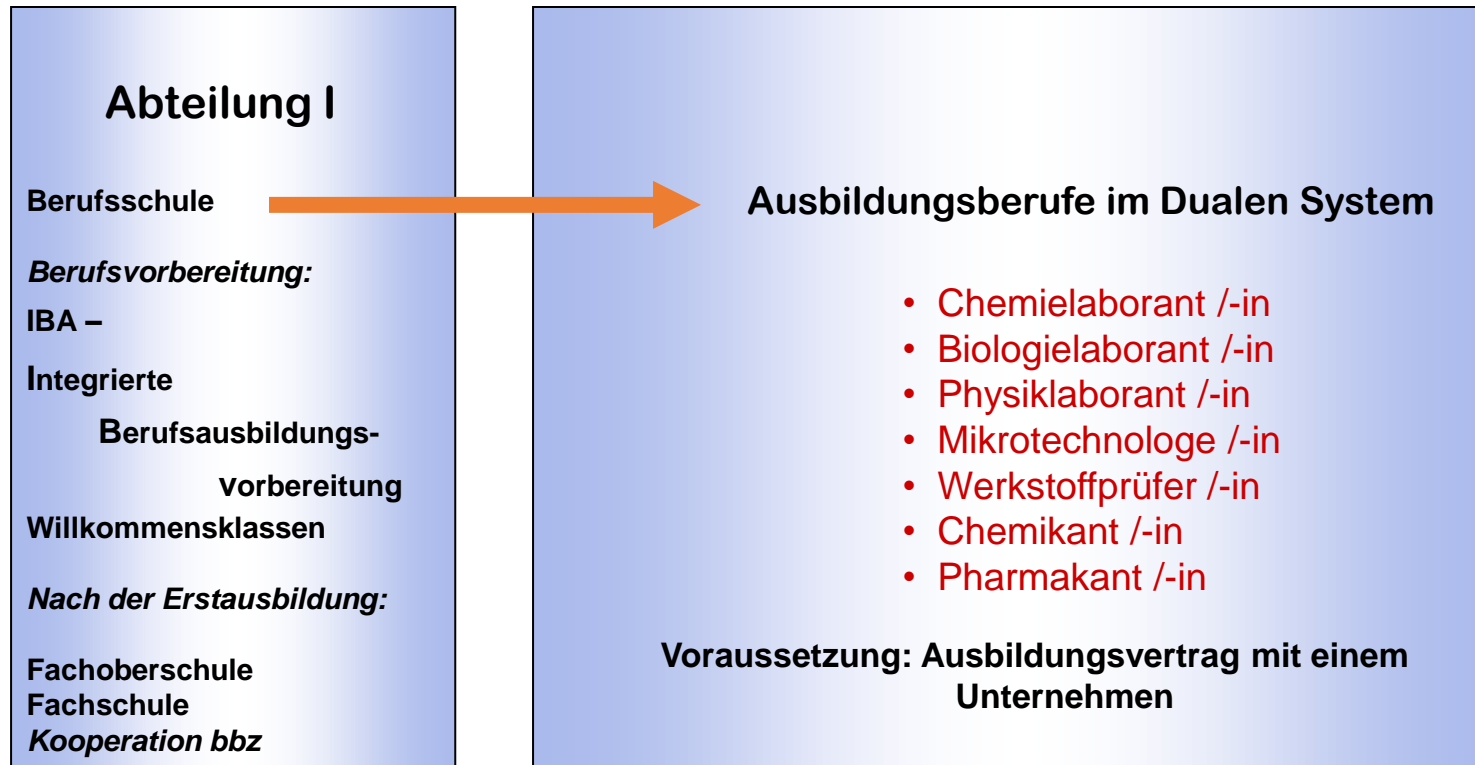 Abteilung I
Berufsschule
Berufsvorbereitung:
IBA –
Integrierte
Berufsausbildungs-
vorbereitung
Willkommensklassen
Nach der Erstausbildung:
Fachoberschule
Fachschule
Kooperation bbz
Ausbildungsberufe im Dualen System
• Chemielaborant /-in
• Biologielaborant /-in
• Physiklaborant /-in
• Mikrotechnologe /-in
• Werkstoffprüfer /-in
• Chemikant /-in
• Pharmakant /-in
Voraussetzung: Ausbildungsvertrag mit einem
Unternehmen